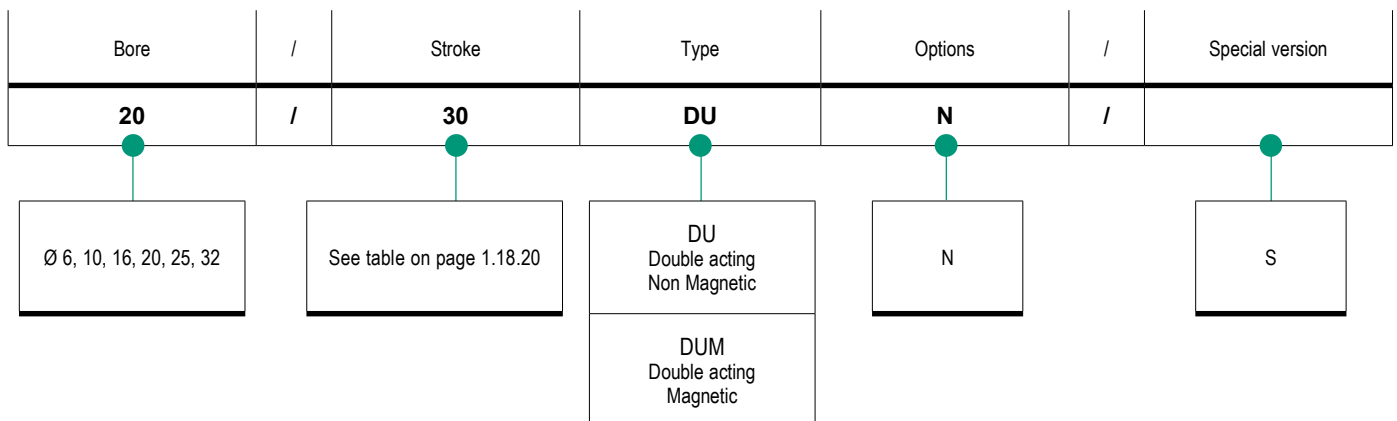 Bore / Stroke Type Options / Special version
20 / 30 DU N /
Ø 6, 10, 16, 20, 25, 32
See table on page 1.18.20
DU
Double acting
Non Magnetic
DUM
Double acting
Magnetic
N
S